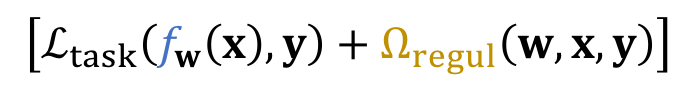 [ℒ_task(f_𝐰(𝐱), 𝐲) + Ω_regul(𝐰, 𝐱, 𝐲)]